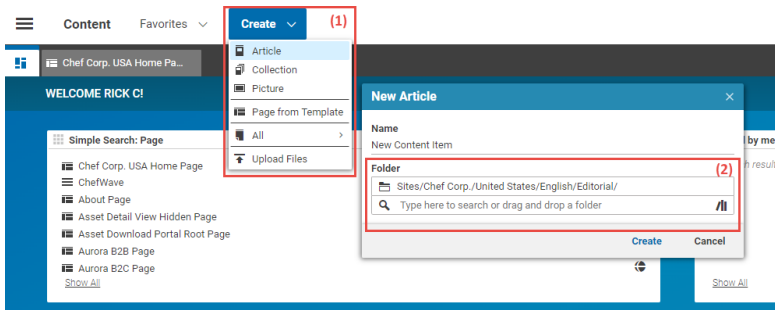 Content
Favorites
Create
(1)
Chef Corp. USA Home Pa...
WELCOME RICK C!
Article
Collection
Picture
Page from Template
All
Upload Files
Simple Search: Page
Chef Corp. USA Home Page
ChefWave
About Page
Asset Detail View Hidden Page
Asset Download Portal Root Page
Aurora B2B Page
Aurora B2C Page
Show All
New Article
Name
New Content Item
Folder
(2)
Sites/Chef Corp./United States/English/Editorial/
Type here to search or drag and drop a folder
Create
Cancel
by me
result
Show All